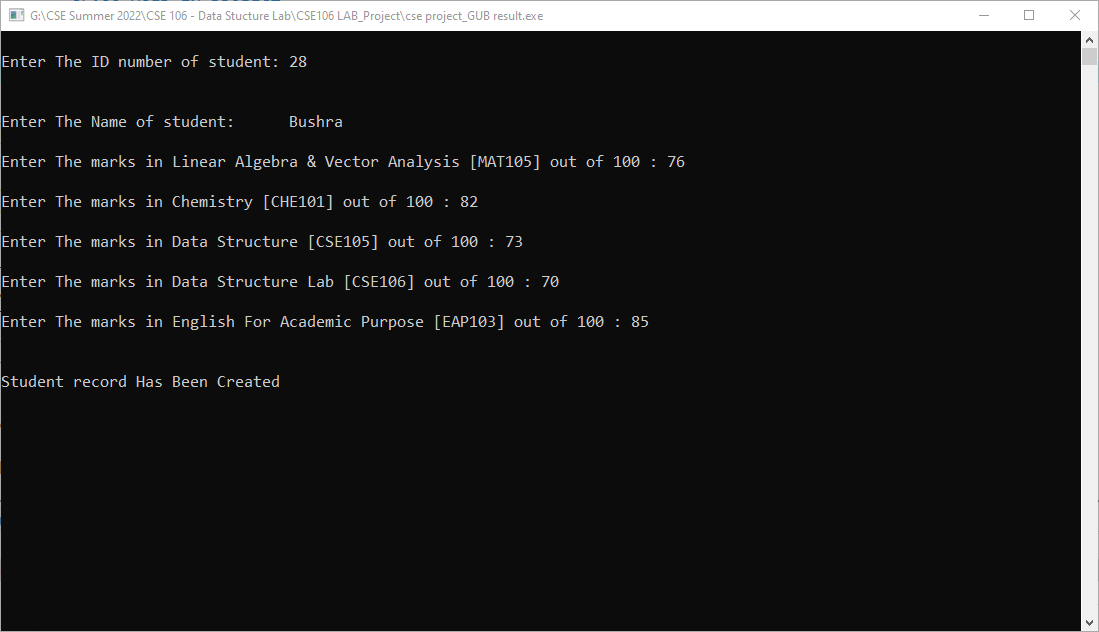 G:\CSE Summer 2022\CSE 106 - Data Stucture Lab\CSE106 LAB_Project\cse project_GUB result.exe
Enter The ID number of student: 28
Enter The Name of student:      Bushra
Enter The marks in Linear Algebra & Vector Analysis [MAT105] out of 100 : 76
Enter The marks in Chemistry [CHE101] out of 100 : 82
Enter The marks in Data Structure [CSE105] out of 100 : 73
Enter The marks in Data Structure Lab [CSE106] out of 100 : 70
Enter The marks in English For Academic Purpose [EAP103] out of 100 : 85
Student record Has Been Created